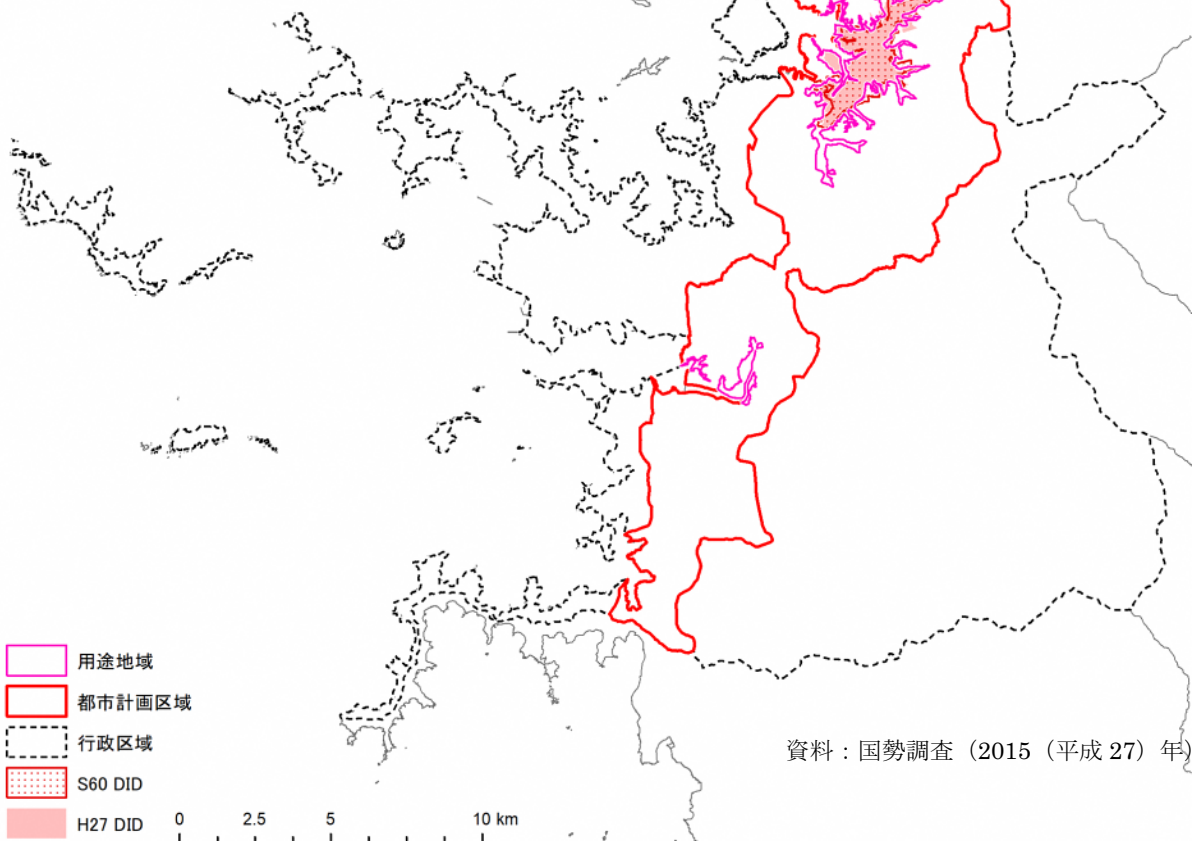 用途地域
都市計画区域
行政区域
S60 DID
H27 DID
0 2.5 5 10 km
資料：国勢調査（2015（平成 27）年）